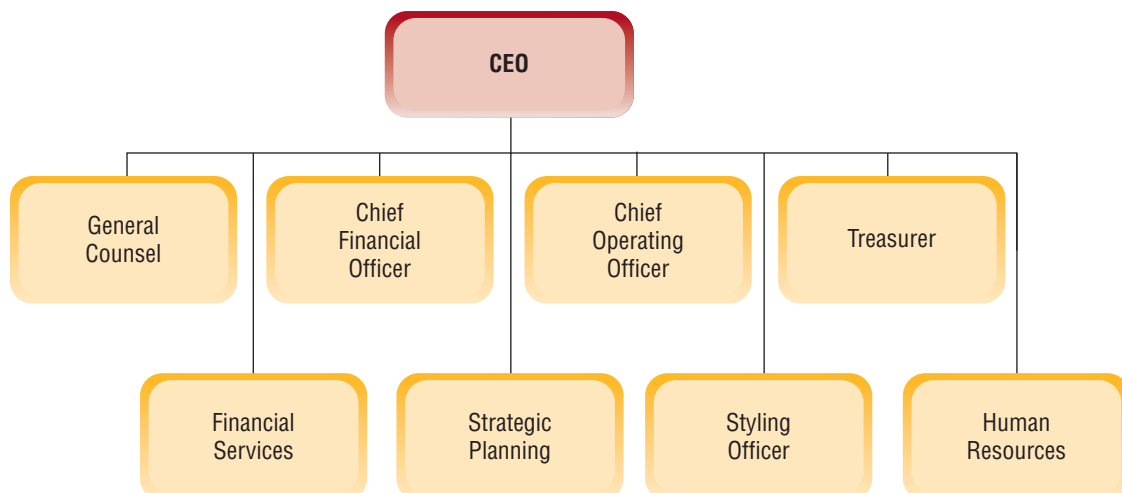 CEO
General
Counsel
Chief
Financial
Officer
Chief
Operating
Officer
Treasurer
Financial
Services
Strategic
Planning
Styling
Officer
Human
Resources